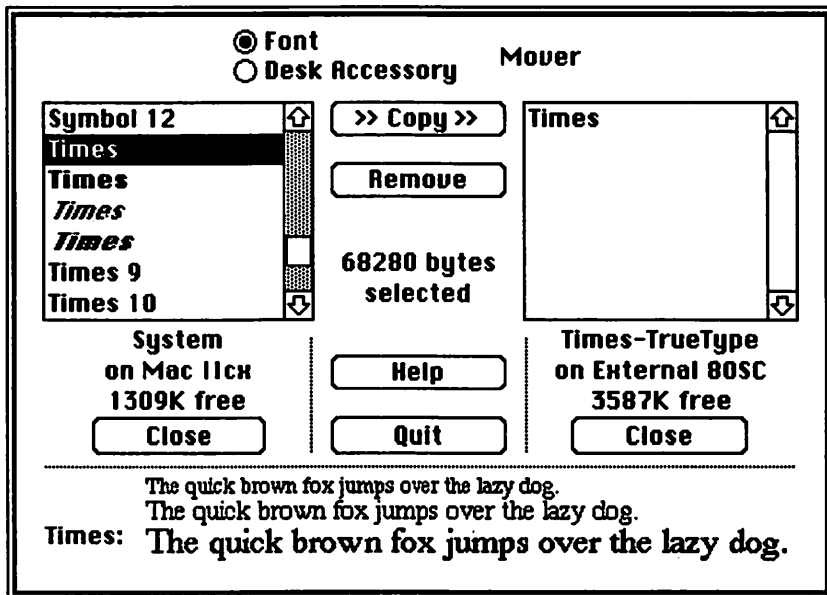 Font
Desk Accessory
Mover
Symbol 12
Times
Times
Times
Times
Times 9
Times 10
System
on Mac IIcx
1309K free
Close
>> Copy >>
Remove
68280 bytes
selected
Help
Quit
Times
Times-TrueType
on External 80SC
3587K free
Close
Times:
The quick brown fox jumps over the lazy dog.
The quick brown fox jumps over the lazy dog.
The quick brown fox jumps over the lazy dog.